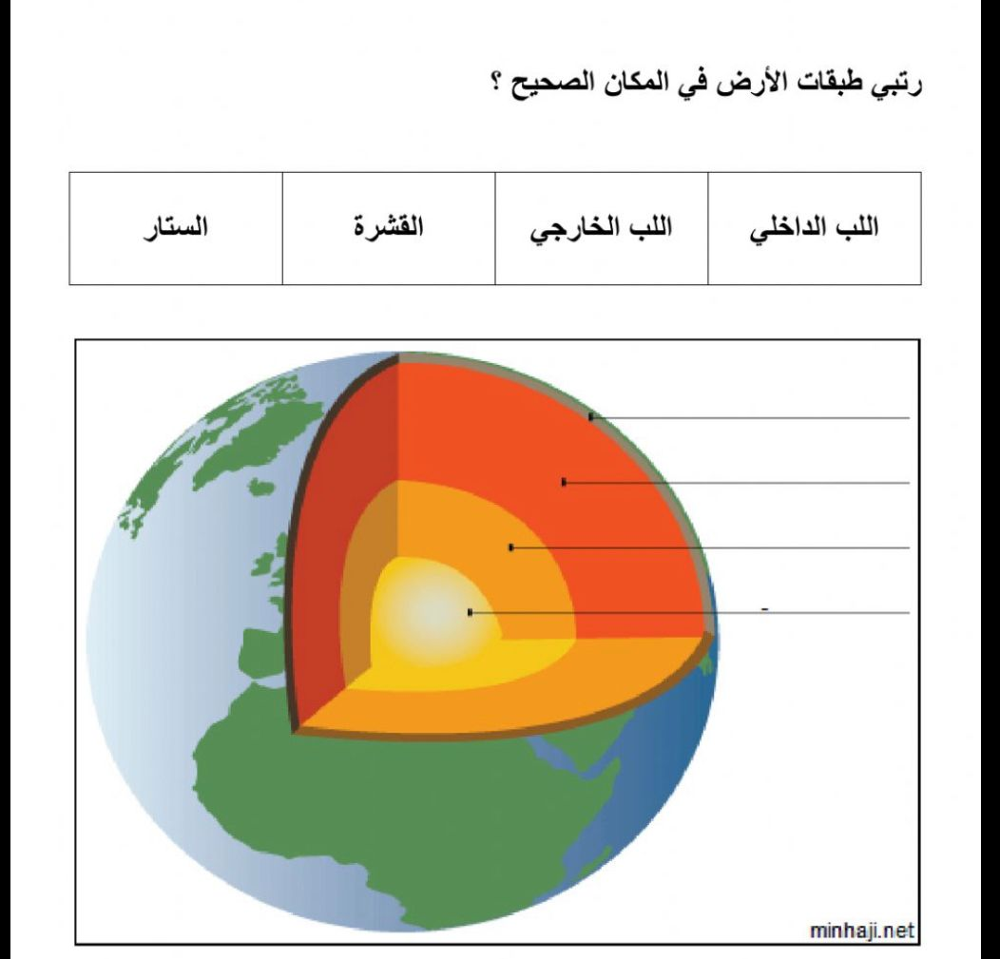 رتبي طبقات الأرض في المكان الصحيح ؟
اللب الداخلي
اللب الخارجي
القشرة
الستار
minhaji.net